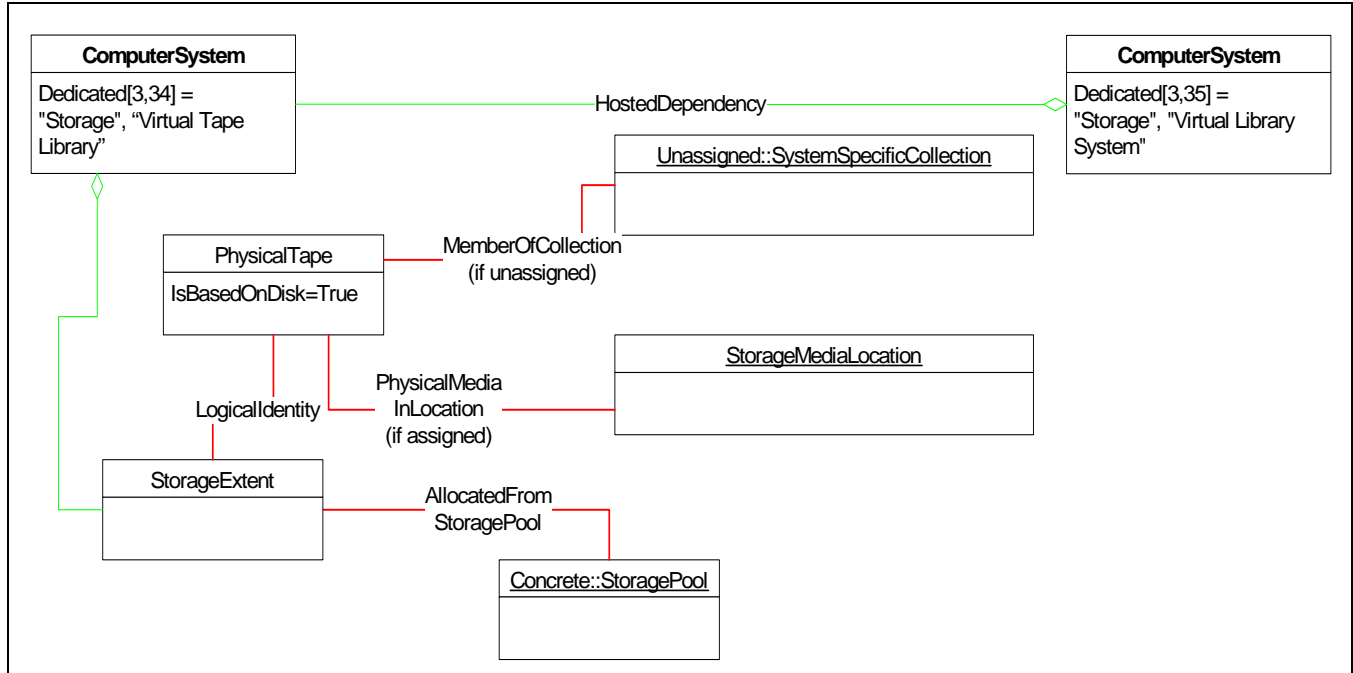 ComputerSystem
Dedicated[3,34] =
"Storage", “Virtual Tape
Library”
HostedDependency
ComputerSystem
Dedicated[3,35] =
"Storage", "Virtual Library
System"
Unassigned::SystemSpecificCollection
PhysicalTape
IsBasedOnDisk=True
MemberOfCollection
(if unassigned)
StorageMediaLocation
PhysicalMedia
InLocation
(if assigned)
LogicalIdentity
StorageExtent
AllocatedFrom
StoragePool
Concrete::StoragePool